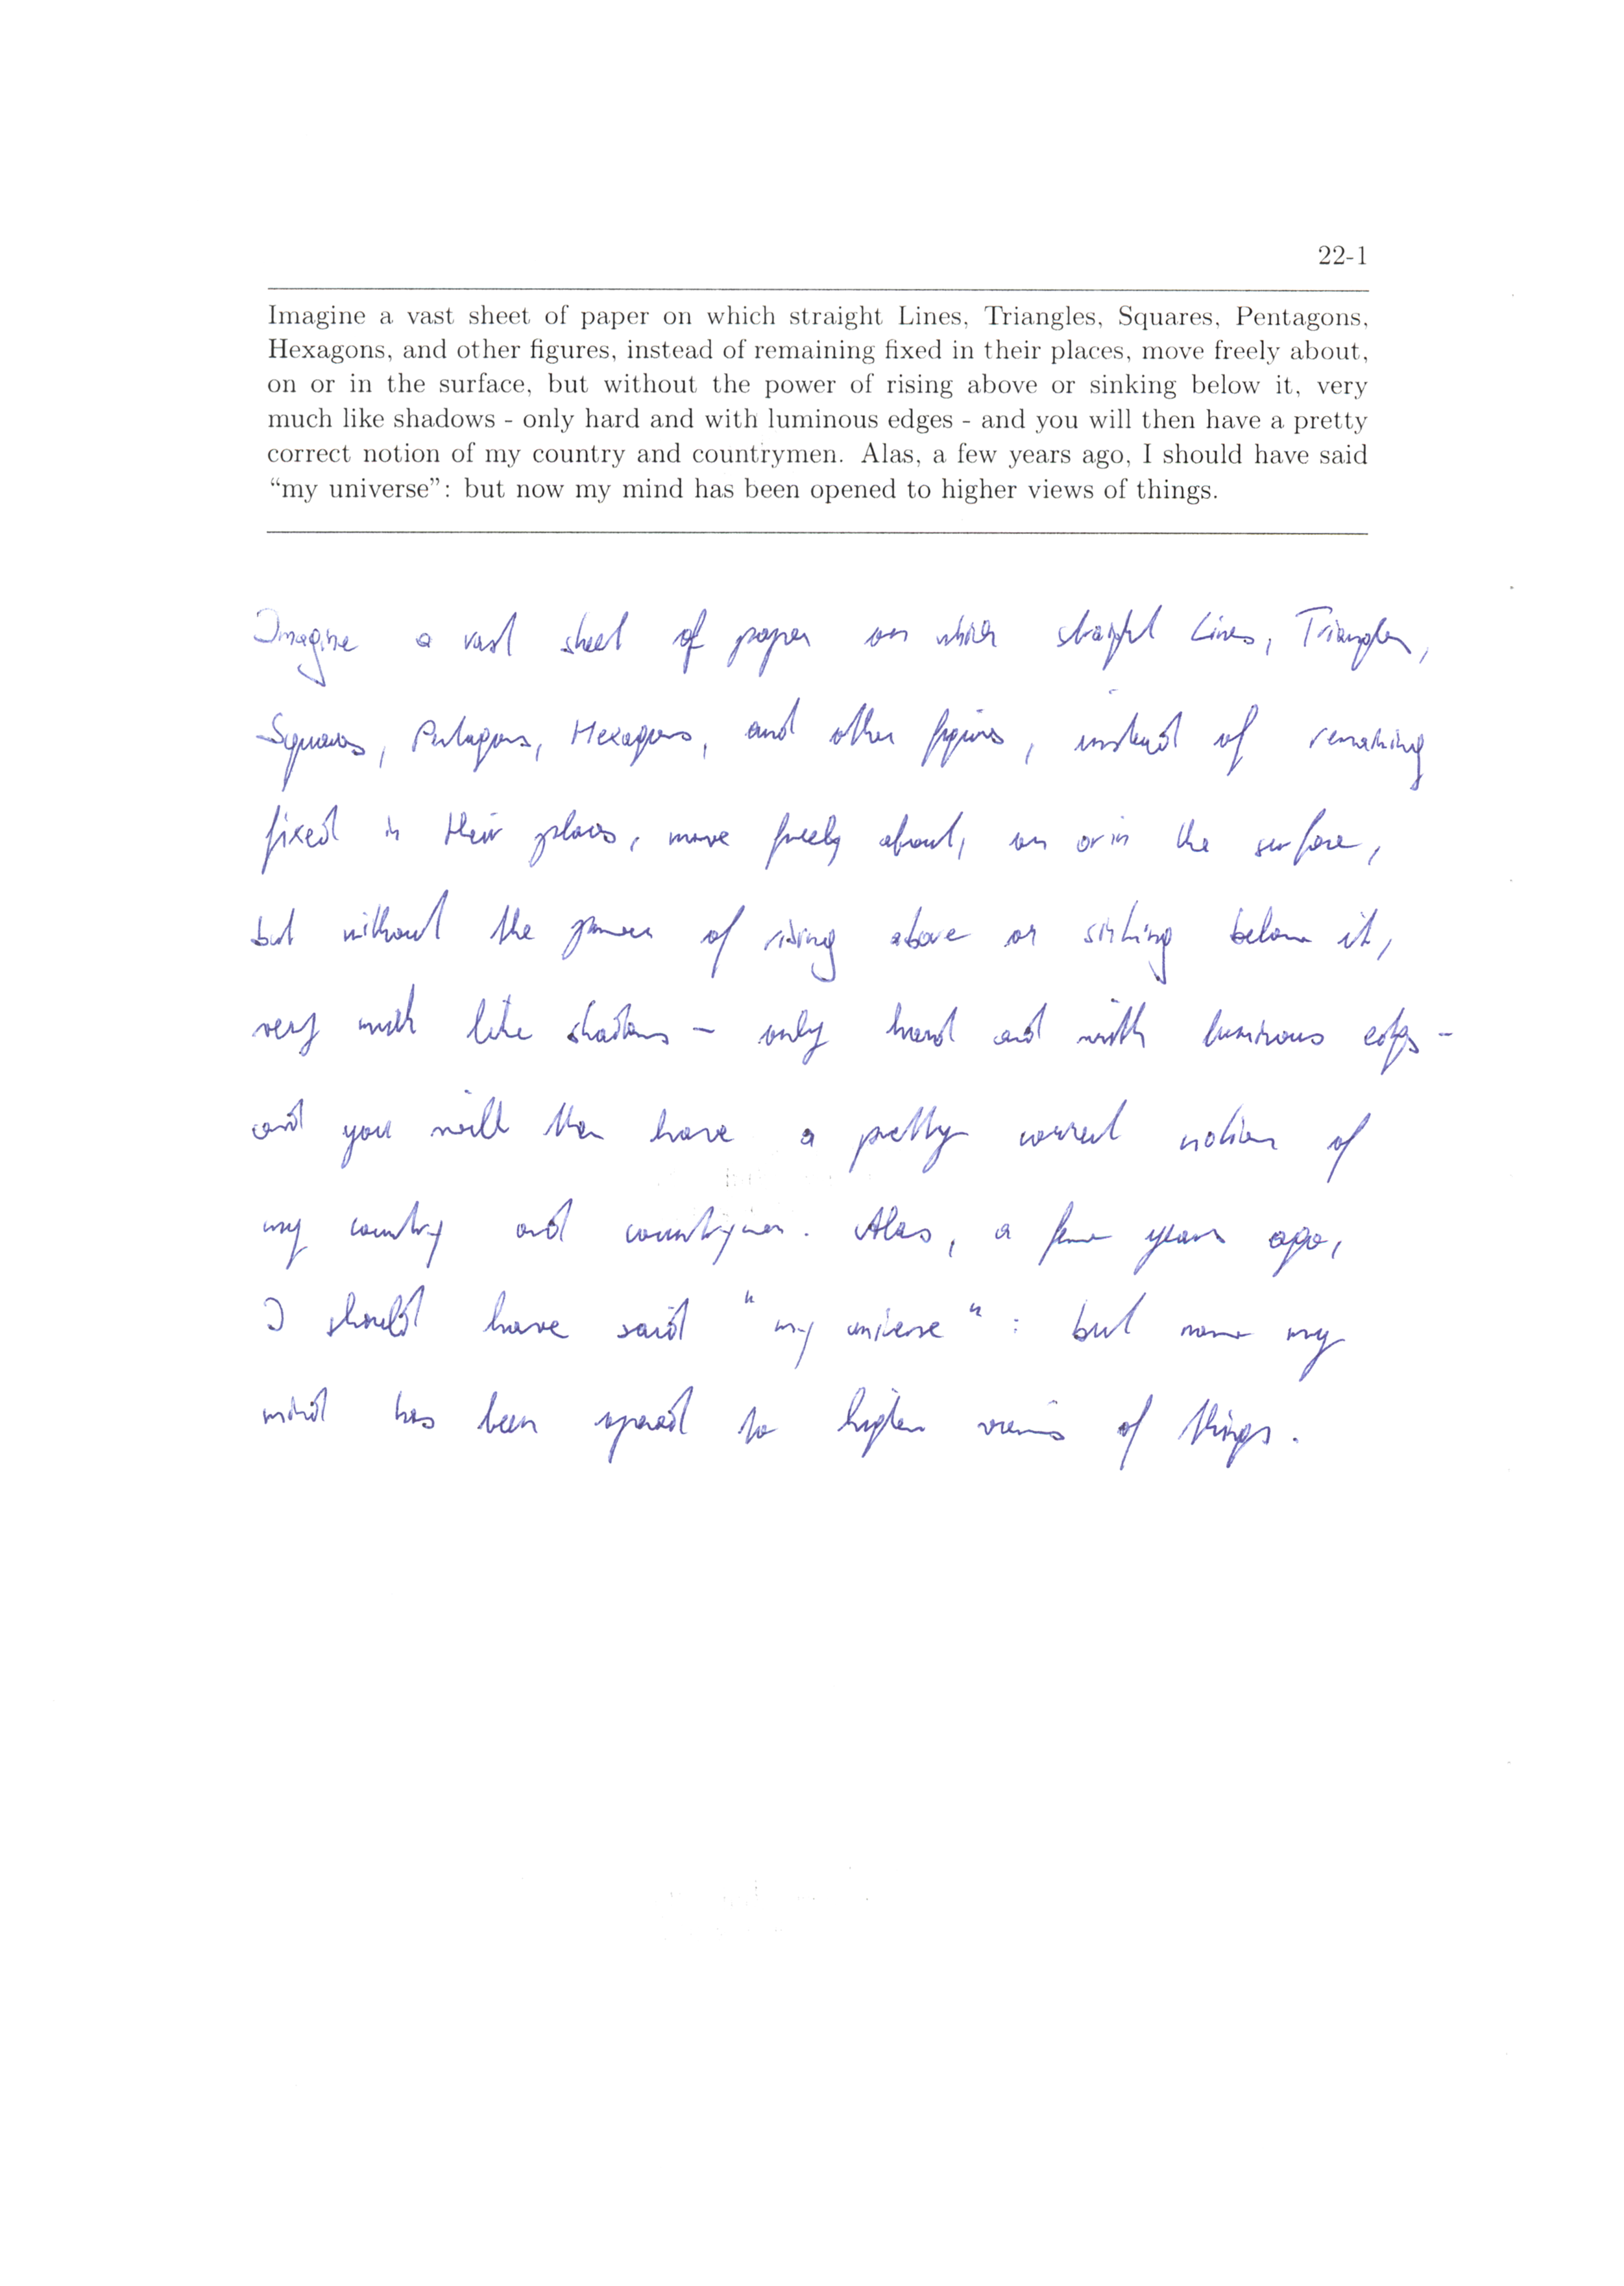 22-1
Imagine a vast sheet of paper on which straight Lines, Triangles, Squares, Pentagons,
Hexagons, and other figures, instead of remaining fixed in their places, move freely about,
on or in the surface, but without the power of rising above or sinking below it, very
much like shadows - only hard and with luminous edges - and you will then have a pretty
correct notion of my country and countrymen. Alas, a few years ago, I should have said
“my universe”: but now my mind has been opened to higher views of things.
Imagine a vast sheet of paper on which straight Lines, Triangles,
Squares, Pentagons, Hexagons, and other figures, instead of remaining
fixed in their places, move freely about, on or in the surface,
but without the power of rising above or sinking below it,
very much like shadows - only hard and with luminous edges -
and you will then have a pretty correct notion of
my country and countrymen. Alas, a few years ago,
I should have said "my universe": but now my
mind has been opened to higher views of things.